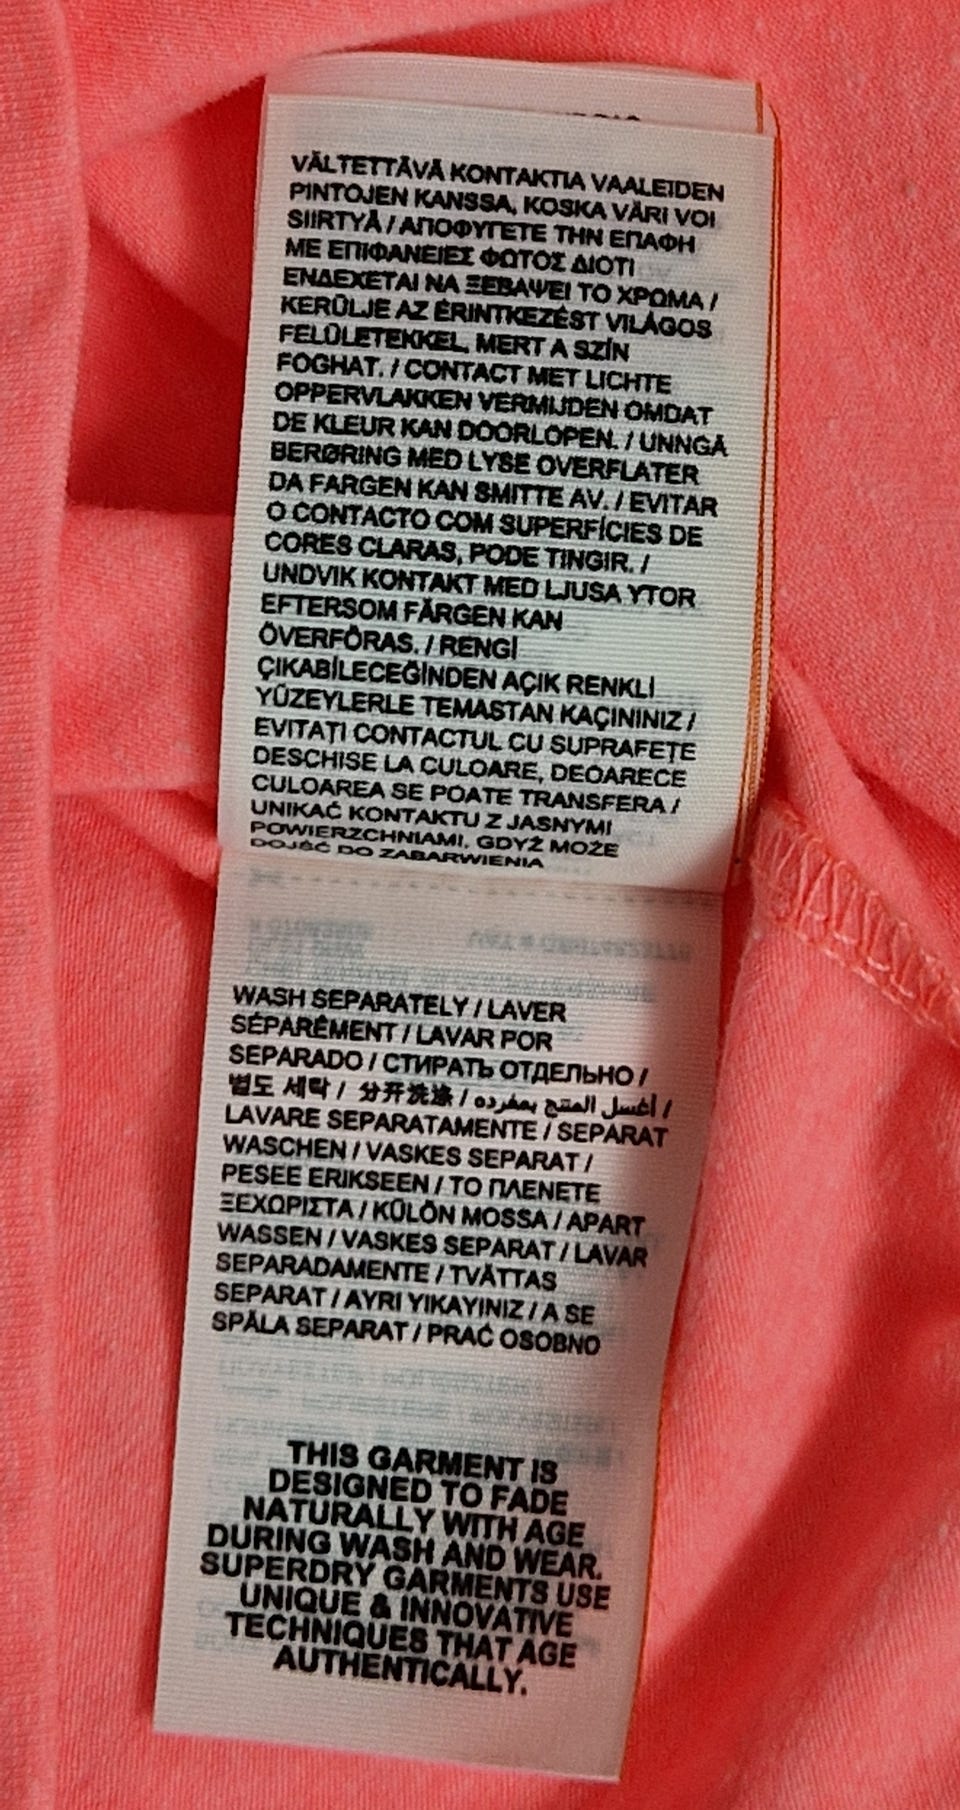 VÄLTETTÄVÄ KONTAKTIA VAALEIDEN
PINTOJEN KANSSA, KOSKA VÄRI VOI
SIIRTYÄ / ΑΠΟΦΥΓΕΤΕ ΤΗΝ ΕΠΑΦΗ
ΜΕ ΕΠΙΦΑΝΕΙΕΣ ΦΩΤΟΣ ΔΙΟΤΙ
ΕΝΔΕΧΕΤΑΙ ΝΑ ΞΕΒΑΨΕΙ ΤΟ ΧΡΩΜΑ /
KERÜLJE AZ ÉRINTKEZÉST VILÁGOS
FELÜLETEKKEL, MERT A SZÍN
FOGHAT. / CONTACT MET LICHTE
OPPERVLAKKEN VERMIJDEN OMDAT
DE KLEUR KAN DOORLOPEN. / UNNGÅ
BERØRING MED LYSE OVERFLATER
DA FARGEN KAN SMITTE AV. / EVITAR
O CONTACTO COM SUPERFÍCIES DE
CORES CLARAS, PODE TINGIR. /
UNDVIK KONTAKT MED LJUSA YTOR
EFTERSOM FÄRGEN KAN
ÖVERFÖRAS. / RENGİ
ÇIKABİLECEĞİNDEN AÇIK RENKLİ
YÜZEYLERLE TEMASTAN KAÇININIZ /
EVITAȚI CONTACTUL CU SUPRAFEȚE
DESCHISE LA CULOARE, DEOARECE
CULOAREA SE POATE TRANSFERA /
UNIKAĆ KONTAKTU Z JASNYMI
POWIERZCHNIAMI, GDYŻ MOŻE
DOJŚĆ DO ZABARWIENIA
WASH SEPARATELY / LAVER
SÉPARÉMENT / LAVAR POR
SEPARADO / СТИРАТЬ ОТДЕЛЬНО /
별도 세탁 / 分开洗涤 / أغسل المنتج بمفرده /
LAVARE SEPARATAMENTE / SEPARAT
WASCHEN / VASKES SEPARAT /
PESEE ERIKSEEN / ΤΟ ΠΛΕΝΕΤΕ
ΞΕΧΩΡΙΣΤΑ / KÜLÖN MOSSA / APART
WASSEN / VASKES SEPARAT / LAVAR
SEPARADAMENTE / TVÄTTAS
SEPARAT / AYRI YIKAYINIZ / A SE
SPĂLA SEPARAT / PRAĆ OSOBNO
THIS GARMENT IS
DESIGNED TO FADE
NATURALLY WITH AGE
DURING WASH AND WEAR.
SUPERDRY GARMENTS USE
UNIQUE & INNOVATIVE
TECHNIQUES THAT AGE
AUTHENTICALLY.